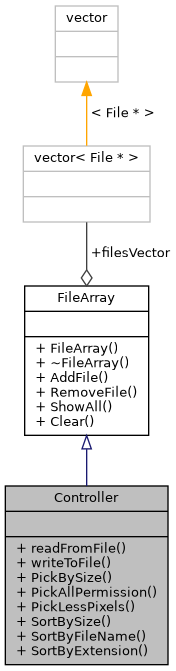 vector
< File * >
vector< File * >
+filesVector
FileArray
+ FileArray()
+ ~FileArray()
+ AddFile()
+ RemoveFile()
+ ShowAll()
+ Clear()
Controller
+ readFromFile()
+ writeToFile()
+ PickBySize()
+ PickAllPermission()
+ PickLessPixels()
+ SortBySize()
+ SortByFileName()
+ SortByExtension()